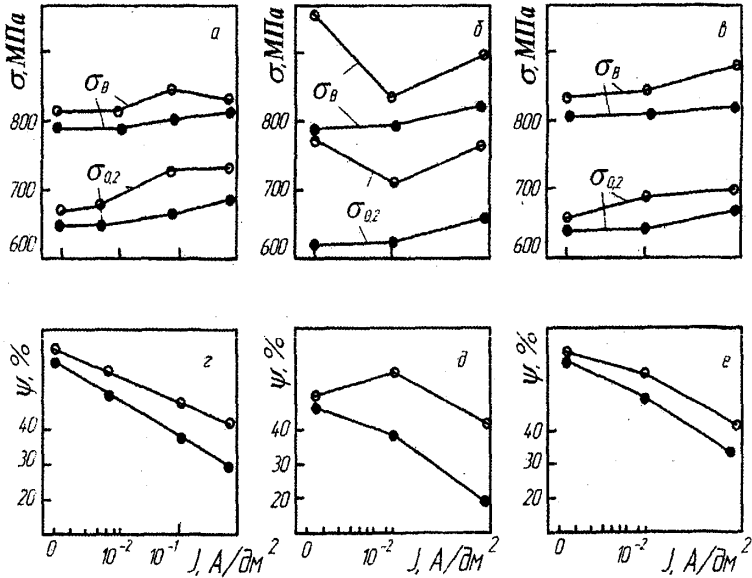 а
σ, МПа
800
700
600
σв
σ0,2
б
σ, МПа
σв
σ0,2
800
700
600
в
σ, МПа
800
700
600
σв
σ0,2
г
ψ, %
40
30
20
0 10⁻² 10⁻¹ J, А/дм²
д
ψ, %
40
30
20
0 10⁻² J, А/дм²
е
ψ, %
40
30
20
0 10⁻² J, А/дм²